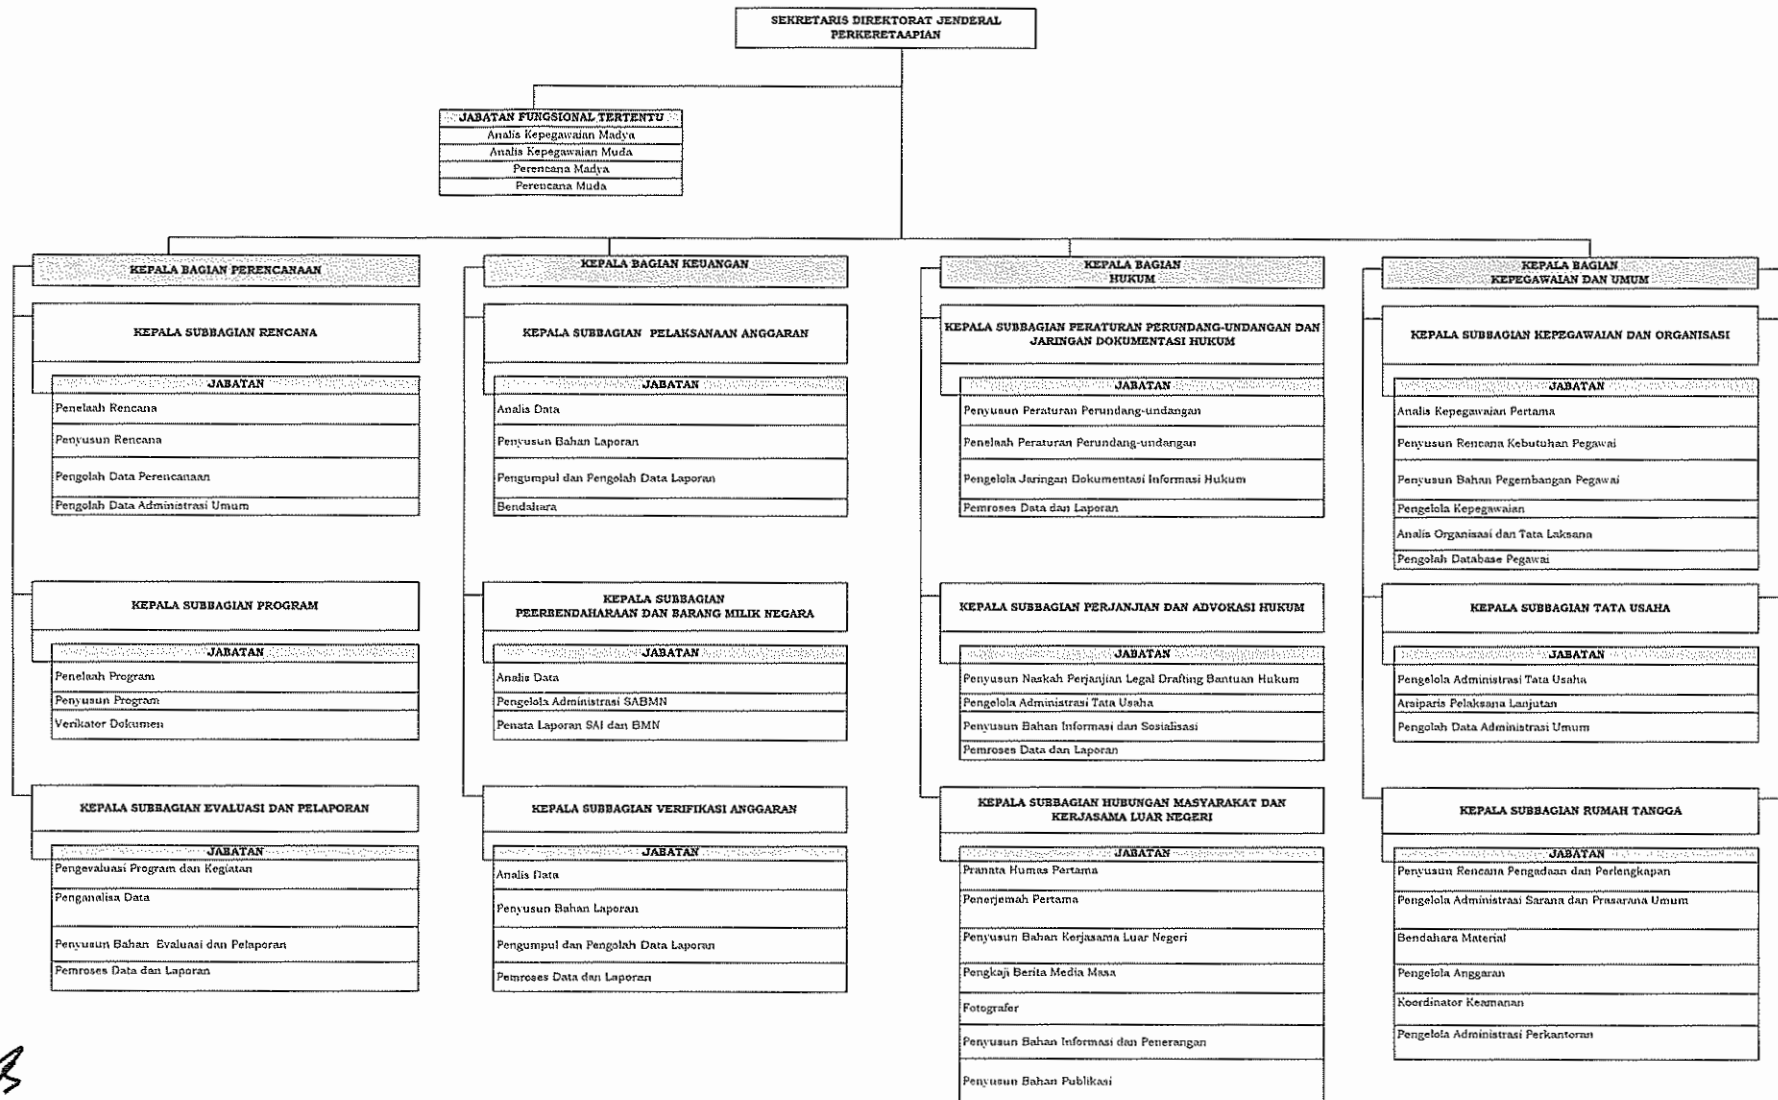 SEKRETARIS DIREKTORAT JENDERAL
PERKERETAAPIAN
JABATAN FUNGSIONAL TERTENTU
Analis Kepegawaian Madya
Analis Kepegawaian Muda
Perencana Madya
Perencana Muda
KEPALA BAGIAN PERENCANAAN
KEPALA SUBBAGIAN RENCANA
JABATAN
Penelaah Rencana
Penyusun Rencana
Pengolah Data Perencanaan
Pengolah Data Administrasi Umum
KEPALA SUBBAGIAN PROGRAM
JABATAN
Penelaah Program
Penyusun Program
Verikator Dokumen
KEPALA SUBBAGIAN EVALUASI DAN PELAPORAN
JABATAN
Pengevaluasi Program dan Kegiatan
Penganalisa Data
Penyusun Bahan Evaluasi dan Pelaporan
Pemroses Data dan Laporan
KEPALA BAGIAN KEUANGAN
KEPALA SUBBAGIAN PELAKSANAAN ANGGARAN
JABATAN
Analis Data
Penyusun Bahan Laporan
Pengumpul dan Pengolah Data Laporan
Bendahara
KEPALA SUBBAGIAN
PEERBENDAHARAAN DAN BARANG MILIK NEGARA
JABATAN
Analis Data
Pengelola Administrasi SABMN
Penata Laporan SAI dan BMN
KEPALA SUBBAGIAN VERIFIKASI ANGGARAN
JABATAN
Analis Data
Penyusun Bahan Laporan
Pengumpul dan Pengolah Data Laporan
Pemroses Data dan Laporan
KEPALA BAGIAN
HUKUM
KEPALA SUBBAGIAN PERATURAN PERUNDANG-UNDANGAN DAN
JARINGAN DOKUMENTASI HUKUM
JABATAN
Penyusun Peraturan Perundang-undangan
Penelaah Peraturan Perundang-undangan
Pengelola Jaringan Dokumentasi Informasi Hukum
Pemroses Data dan Laporan
KEPALA SUBBAGIAN PERJANJIAN DAN ADVOKASI HUKUM
JABATAN
Penyusun Naskah Perjanjian Legal Drafting Bantuan Hukum
Pengelola Administrasi Tata Usaha
Penyusun Bahan Informasi dan Sosialisasi
Pemroses Data dan Laporan
KEPALA SUBBAGIAN HUBUNGAN MASYARAKAT DAN
KERJASAMA LUAR NEGERI
JABATAN
Pranata Humas Pertama
Penerjemah Pertama
Penyusun Bahan Kerjasama Luar Negeri
Pengkaji Berita Media Masa
Fotografer
Penyusun Bahan Informasi dan Penerangan
Penyusun Bahan Publikasi
KEPALA BAGIAN
KEPEGAWAIAN DAN UMUM
KEPALA SUBBAGIAN KEPEGAWAIAN DAN ORGANISASI
JABATAN
Analis Kepegawaian Pertama
Penyusun Rencana Kebutuhan Pegawai
Penyusun Bahan Pegembangan Pegawai
Pengelola Kepegawaian
Analis Organisasi dan Tata Laksana
Pengolah Database Pegawai
KEPALA SUBBAGIAN TATA USAHA
JABATAN
Pengelola Administrasi Tata Usaha
Arsiparis Pelaksana Lanjutan
Pengolah Data Administrasi Umum
KEPALA SUBBAGIAN RUMAH TANGGA
JABATAN
Penyusun Rencana Pengadaan dan Perlengkapan
Pengelola Administrasi Sarana dan Prasarana Umum
Bendahara Material
Pengelola Anggaran
Koordinator Keamanan
Pengelola Administrasi Perkantoran